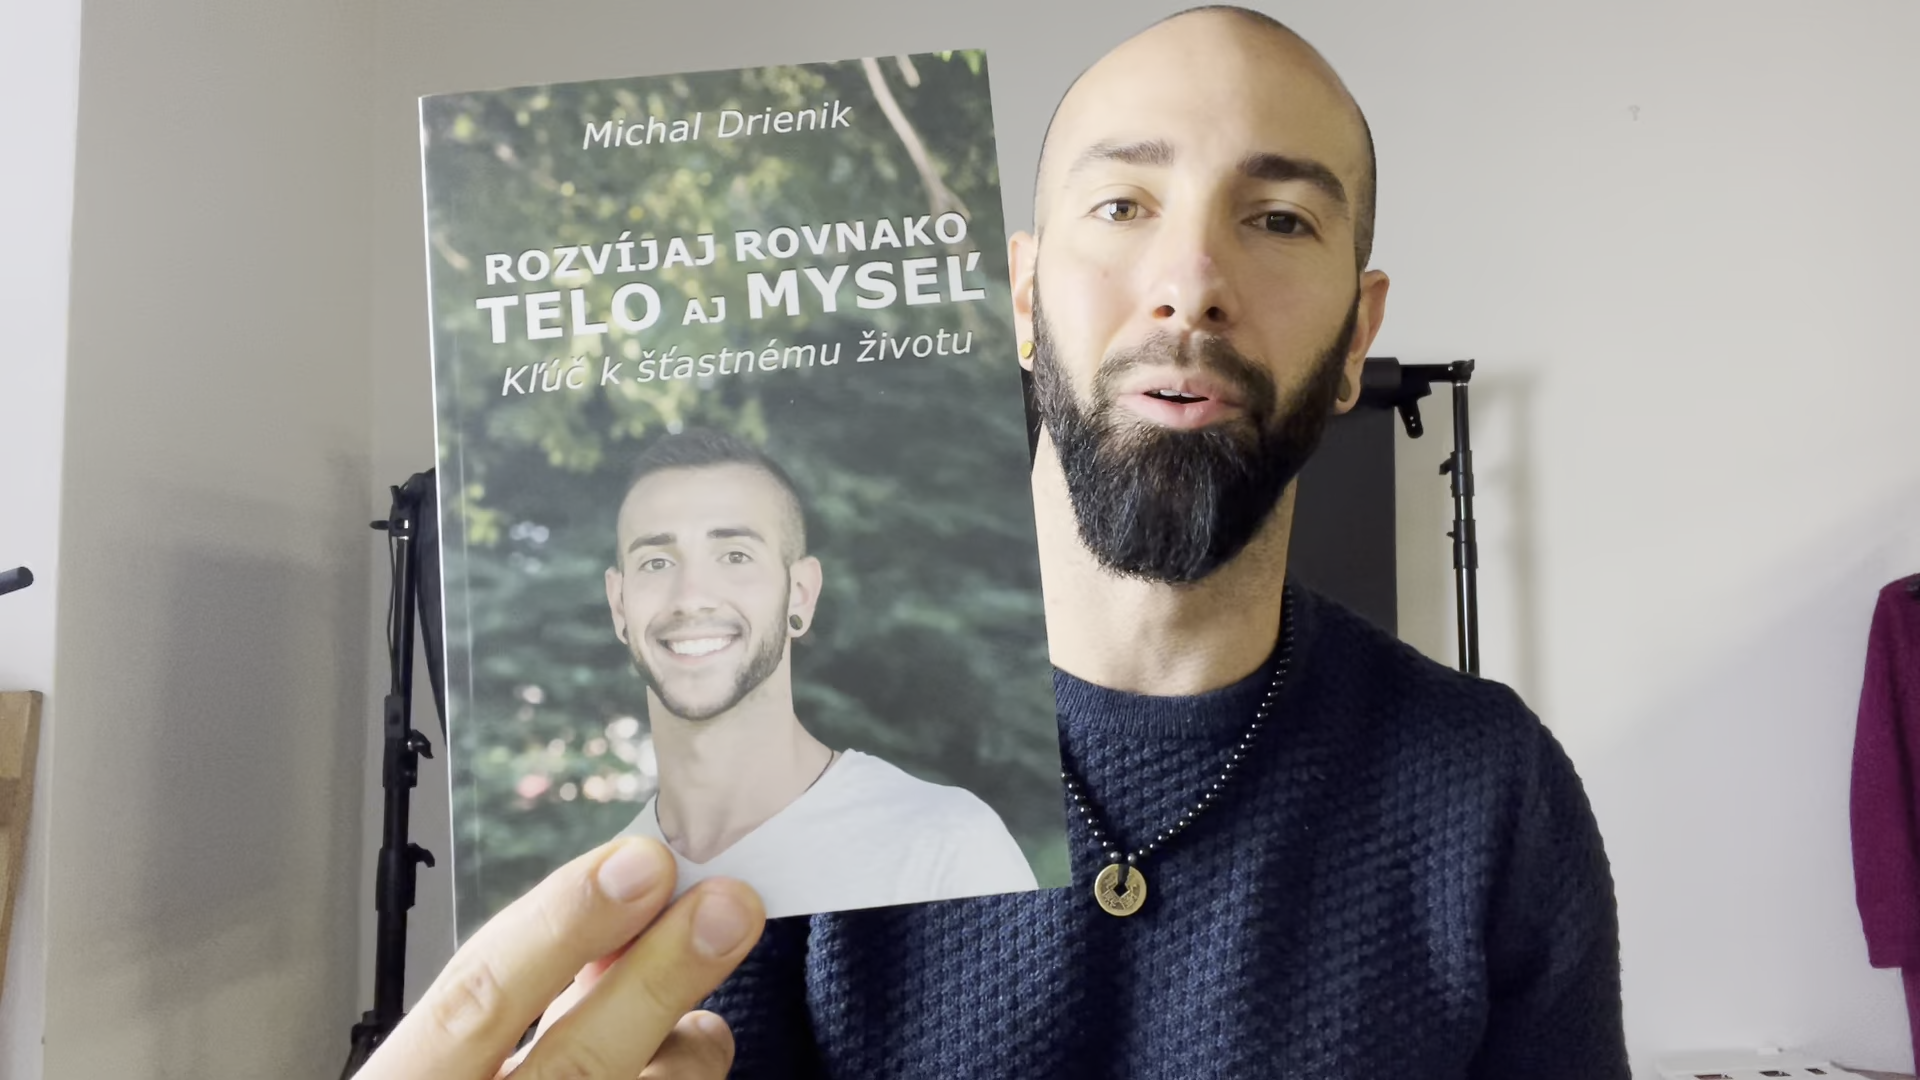 Michal Drienik
ROZVÍJAJ ROVNAKO
TELO AJ MYSEĽ
Kľúč k šťastnému životu